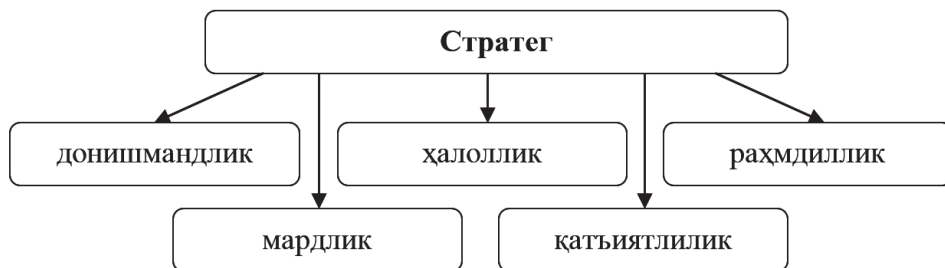 Стратег
донишмандлик
ҳалоллик
раҳмдиллик
мардлик
қатъиятлилик